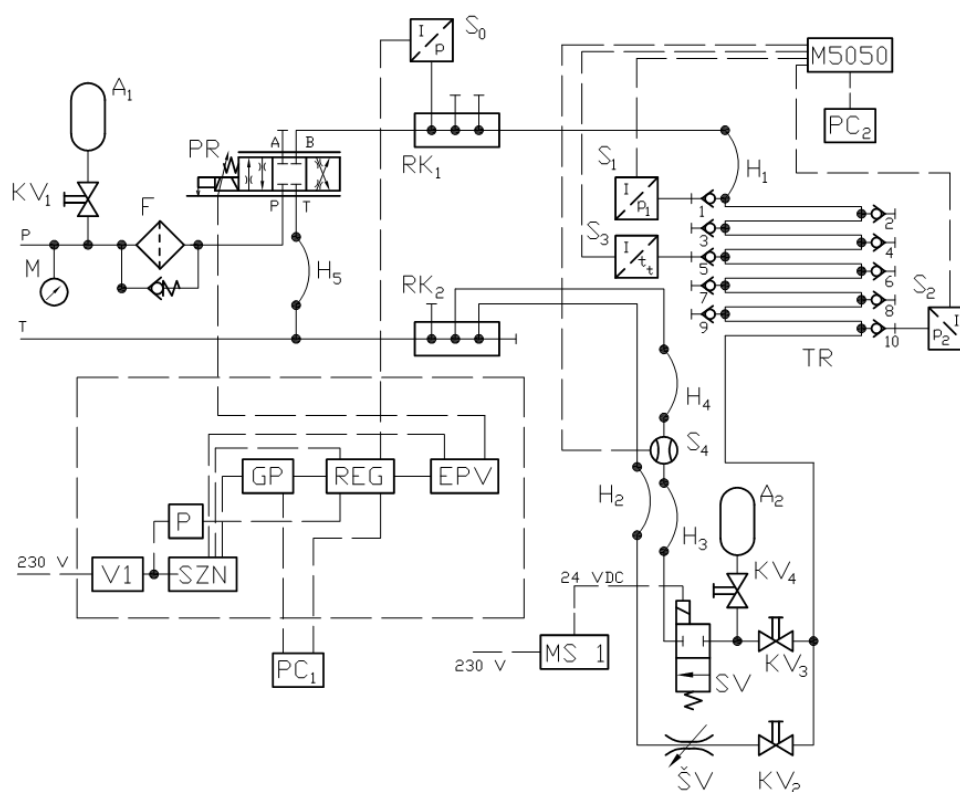 S0
I
p
A1
M5050
A
B
PC2
PR
RK1
KV1
S1
H1
F
I
p1
1
2
P
T
S3
3
P
I
tt
5
4
M
H5
RK2
7
6
S2
9
8
I
p2
10
T
TR
H4
GP
REG
EPV
S4
H2
A2
P
H3
230 V
V1
SZN
24 VDC
KV4
PC1
230 V
MS 1
SV
KV3
ŠV
KV2